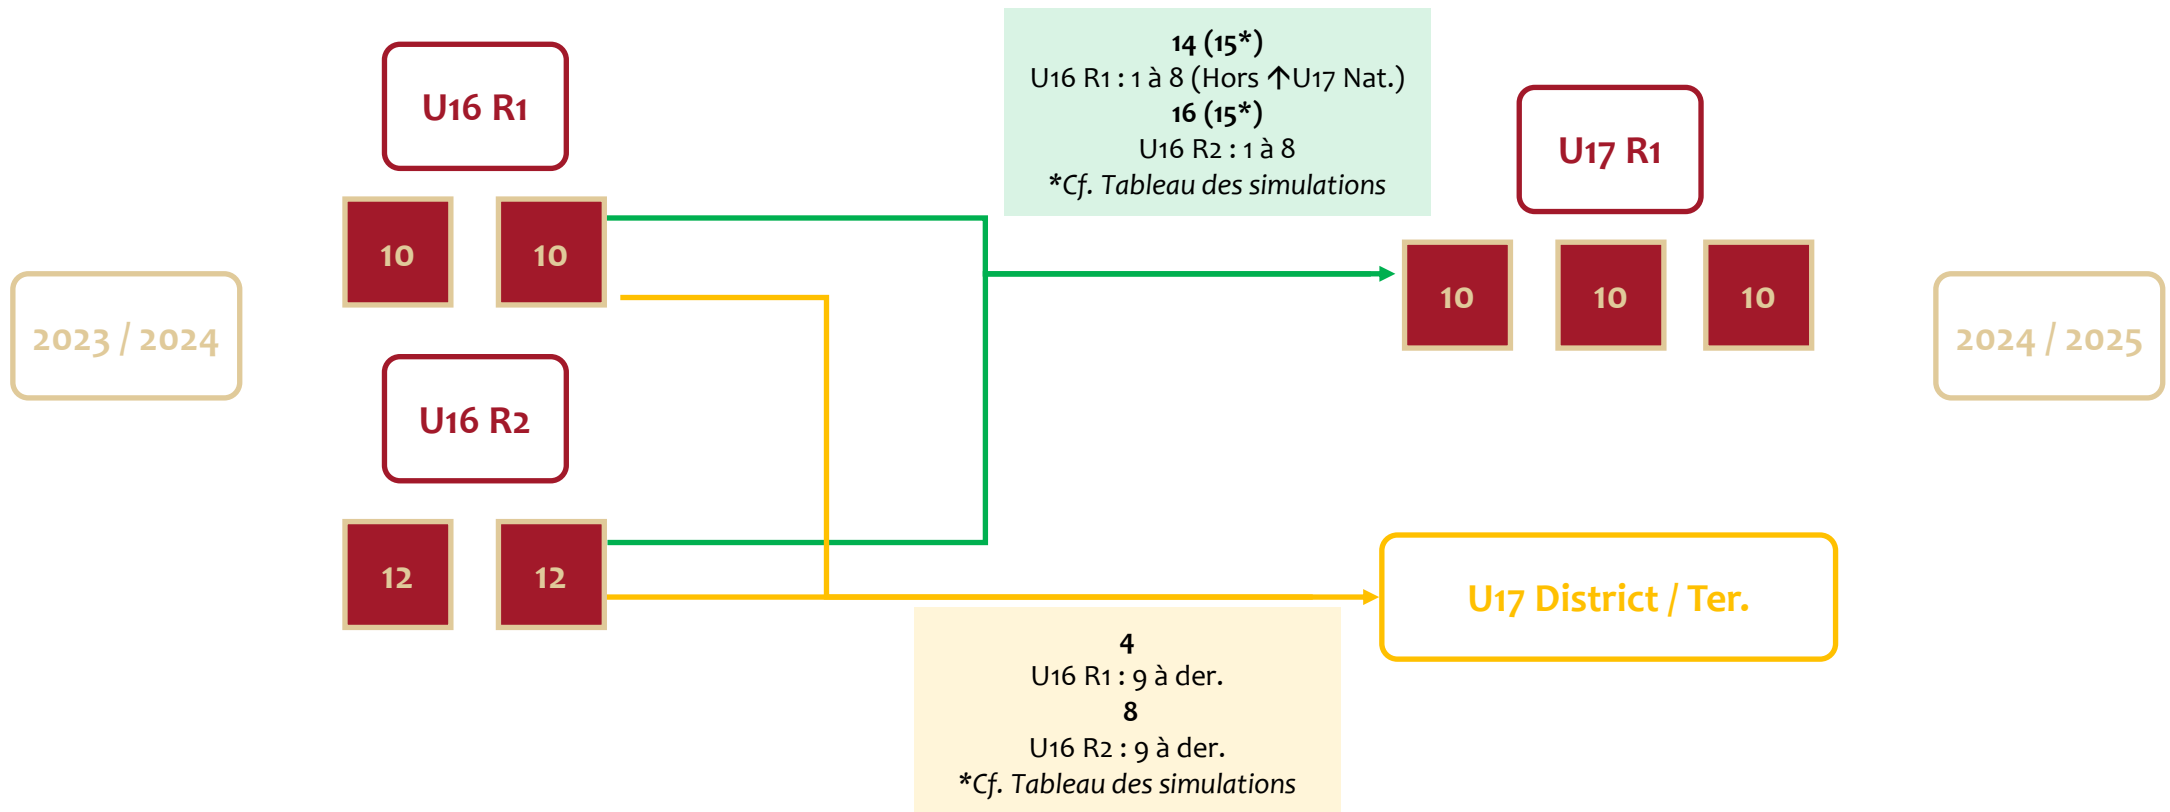 2023 / 2024
U16 R1
10
10
U16 R2
12
12
14 (15*)
U16 R1 : 1 à 8 (Hors ↑U17 Nat.)
16 (15*)
U16 R2 : 1 à 8
*Cf. Tableau des simulations
4
U16 R1 : 9 à der.
8
U16 R2 : 9 à der.
*Cf. Tableau des simulations
U17 R1
10
10
10
U17 District / Ter.
2024 / 2025